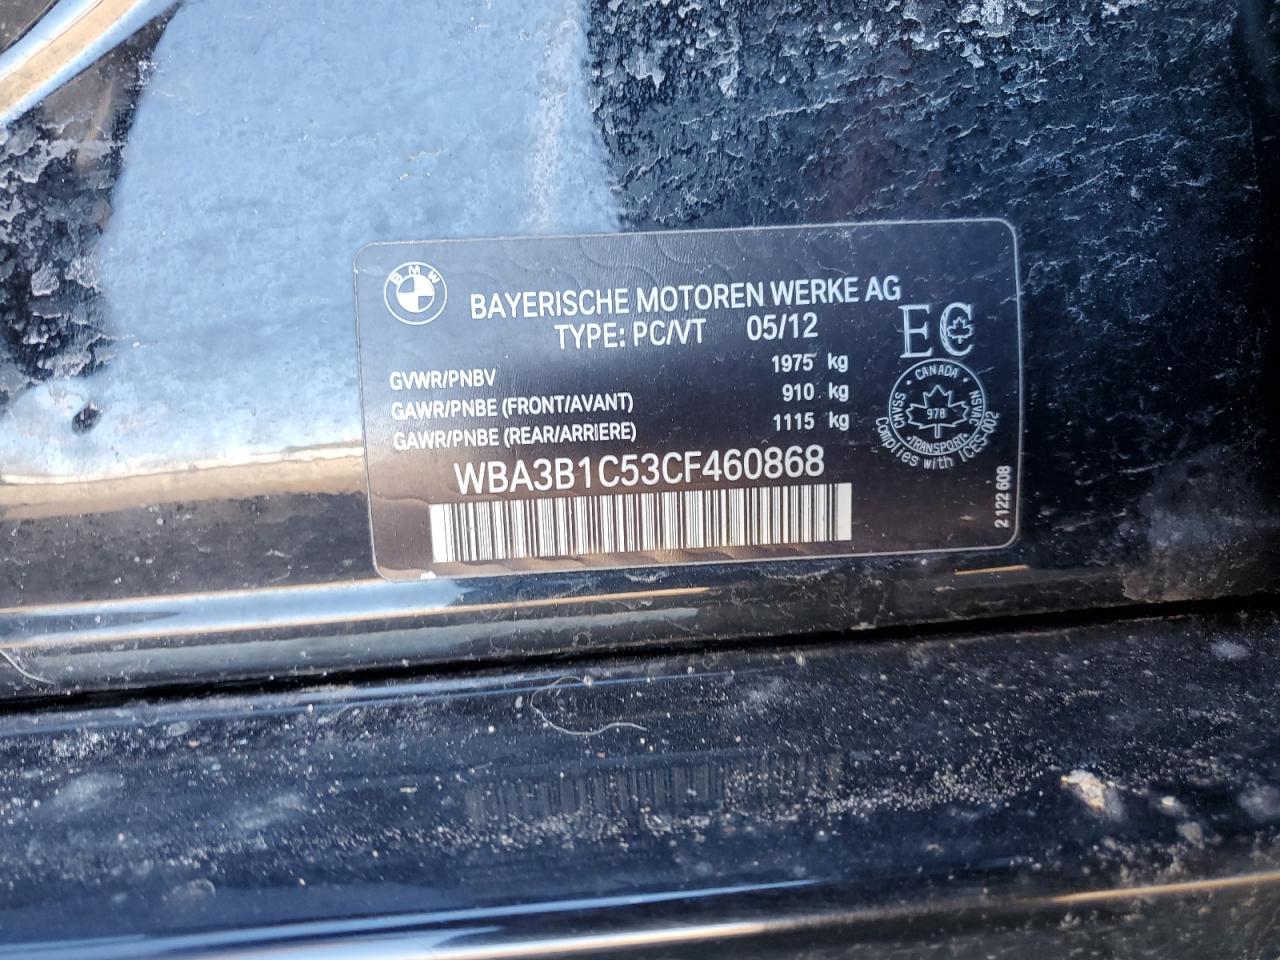 BMW
BAYERISCHE MOTOREN WERKE AG
TYPE: PC/VT 05/12
GVWR/PNBV 1975 kg
GAWR/PNBE (FRONT/AVANT) 910 kg
GAWR/PNBE (REAR/ARRIERE) 1115 kg
WBA3B1C53CF460868
EC
CANADA
CMVSS NSVAC
978
TRANSPORT
Complies with ICES-002
2 122 608